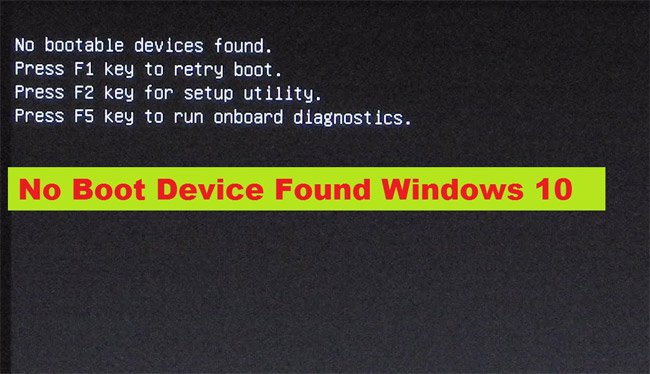 No bootable devices found.
Press F1 key to retry boot.
Press F2 key for setup utility.
Press F5 key to run onboard diagnostics.
No Boot Device Found Windows 10